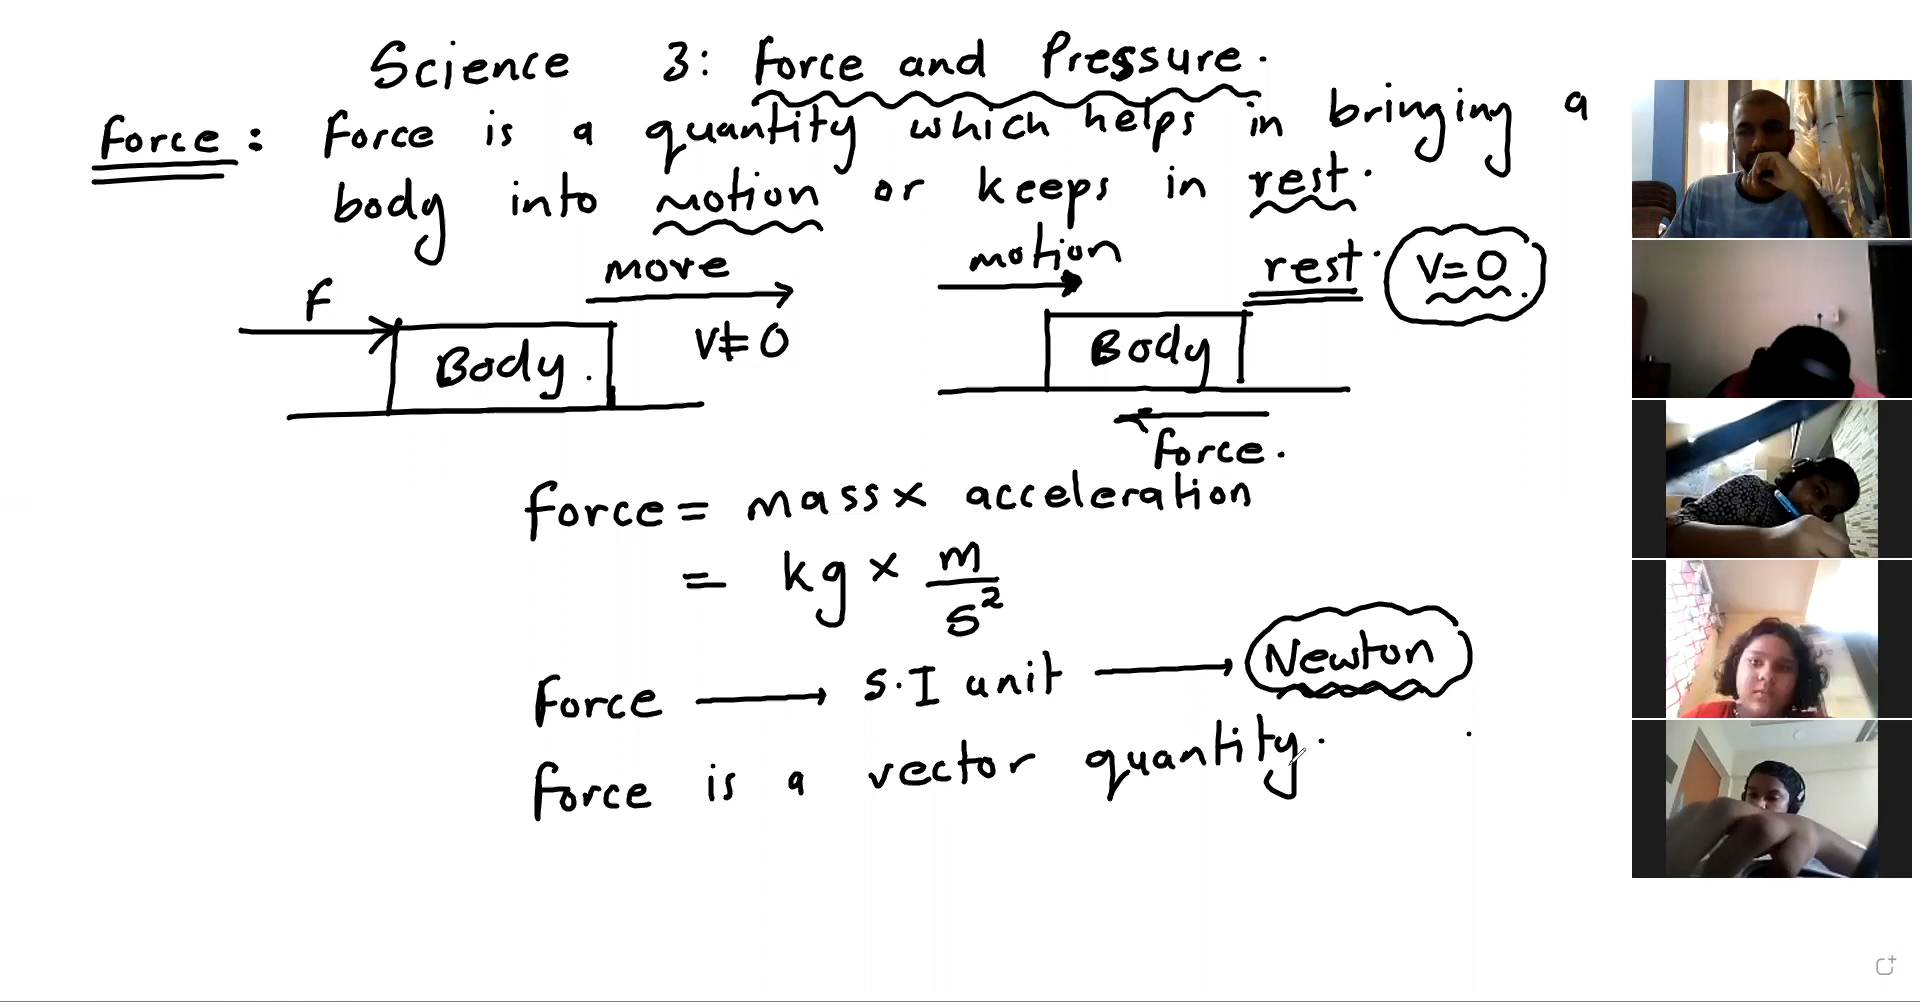 Science 3: Force and Pressure.
Force: Force is a quantity which helps in bringing a
body into motion or keeps in rest.
F
move
motion
rest.
V=0.
Body.
V≠0
Body
force.
force = mass x acceleration
= kg x m/s²
Force → S.I unit → Newton
force is a vector quantity.